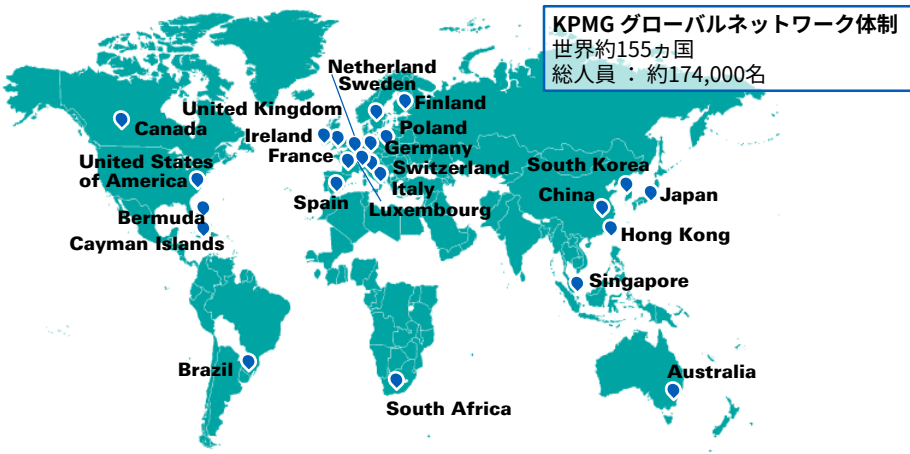 KPMG グローバルネットワーク体制
世界約155ヵ国
総人員 ： 約174,000名
Netherland
Sweden
Finland
United Kingdom
Canada
Ireland
Poland
Germany
France
United States
of America
Switzerland
South Korea
Italy
Spain
China
Japan
Luxembourg
Bermuda
Cayman Islands
Hong Kong
Singapore
Brazil
Australia
South Africa